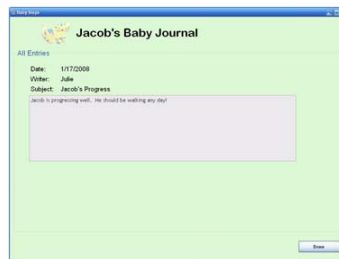 Jacob's Baby Journal
All Entries
Date: 1/17/2008
Writer: Julie
Subject: Jacob's Progress
Jacob is progressing well. He should be walking any day!
Done